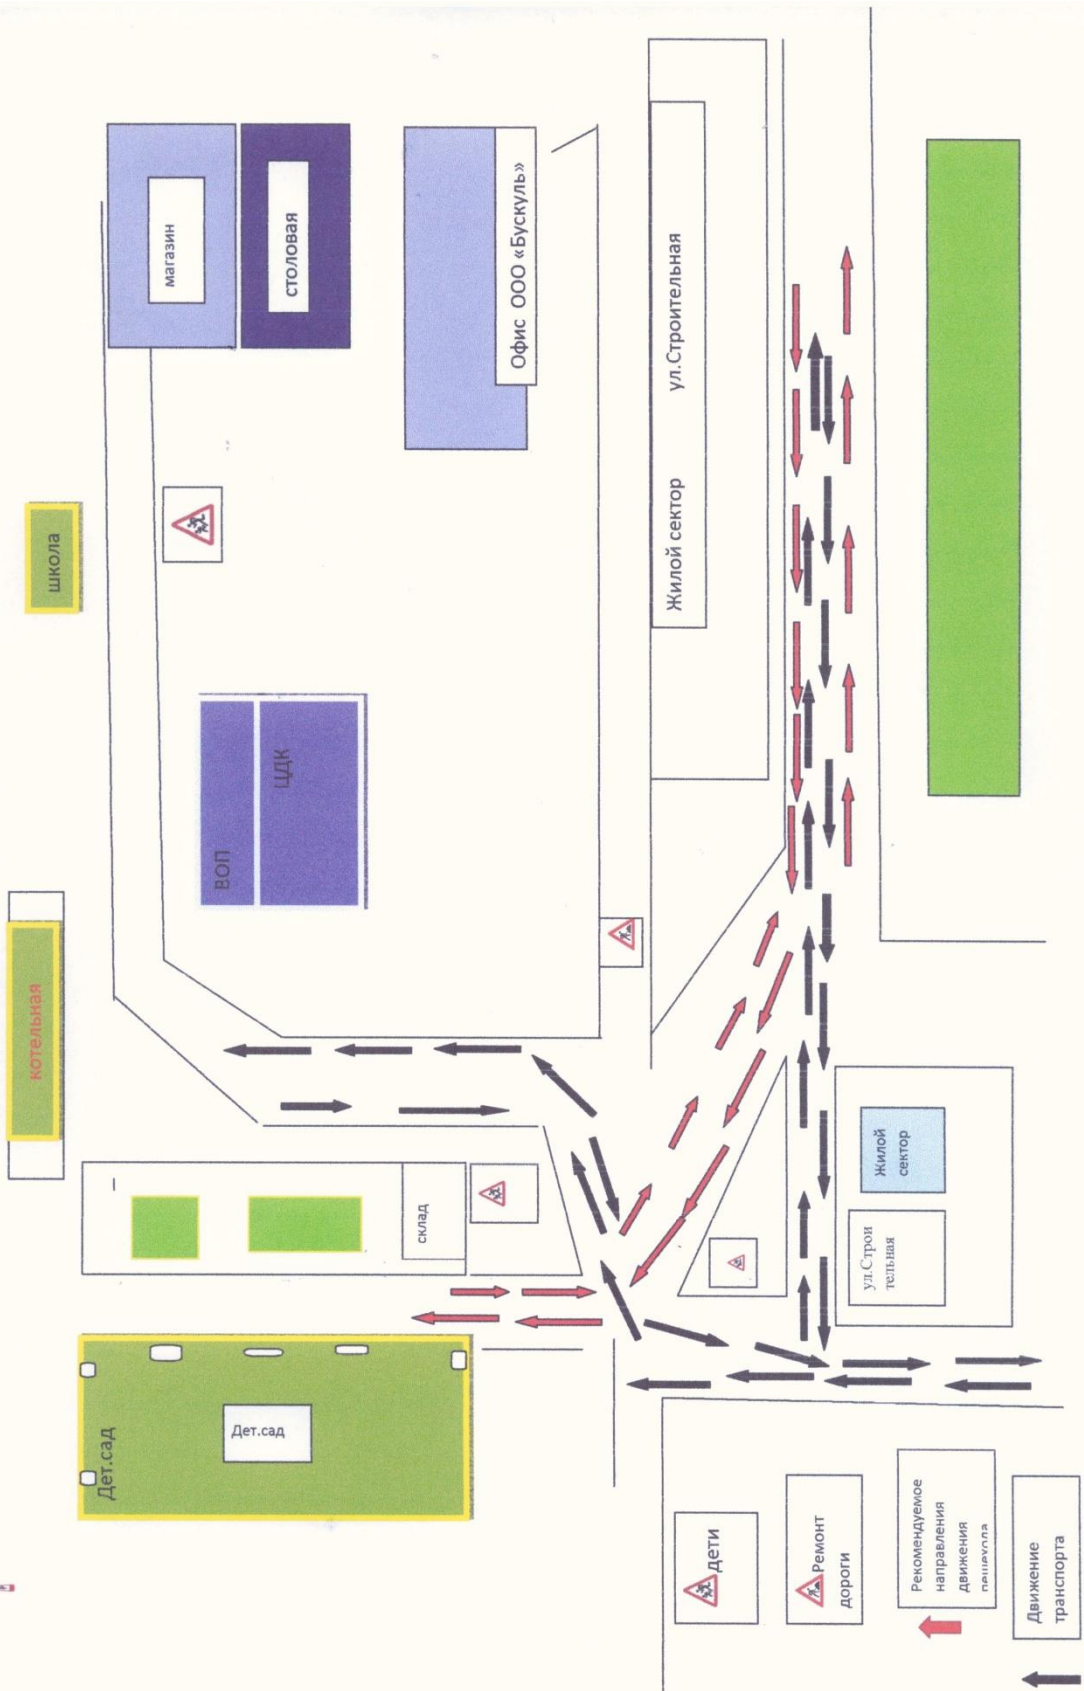 школа
магазин
столовая
Офис ООО «Бускуль»
Жилой сектор ул.Строительная
котельная
ВОП
ЦДК
склад
Жилой
сектор
ул.Строи
тельная
Дет.сад
Дет.сад
дети
Ремонт
дороги
Рекомендуемое
направления
движения
пешехода
Движение
транспорта